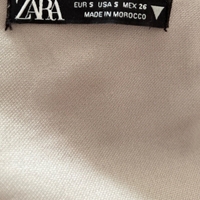 ZARA
EUR S USA S MEX 26
MADE IN MOROCCO